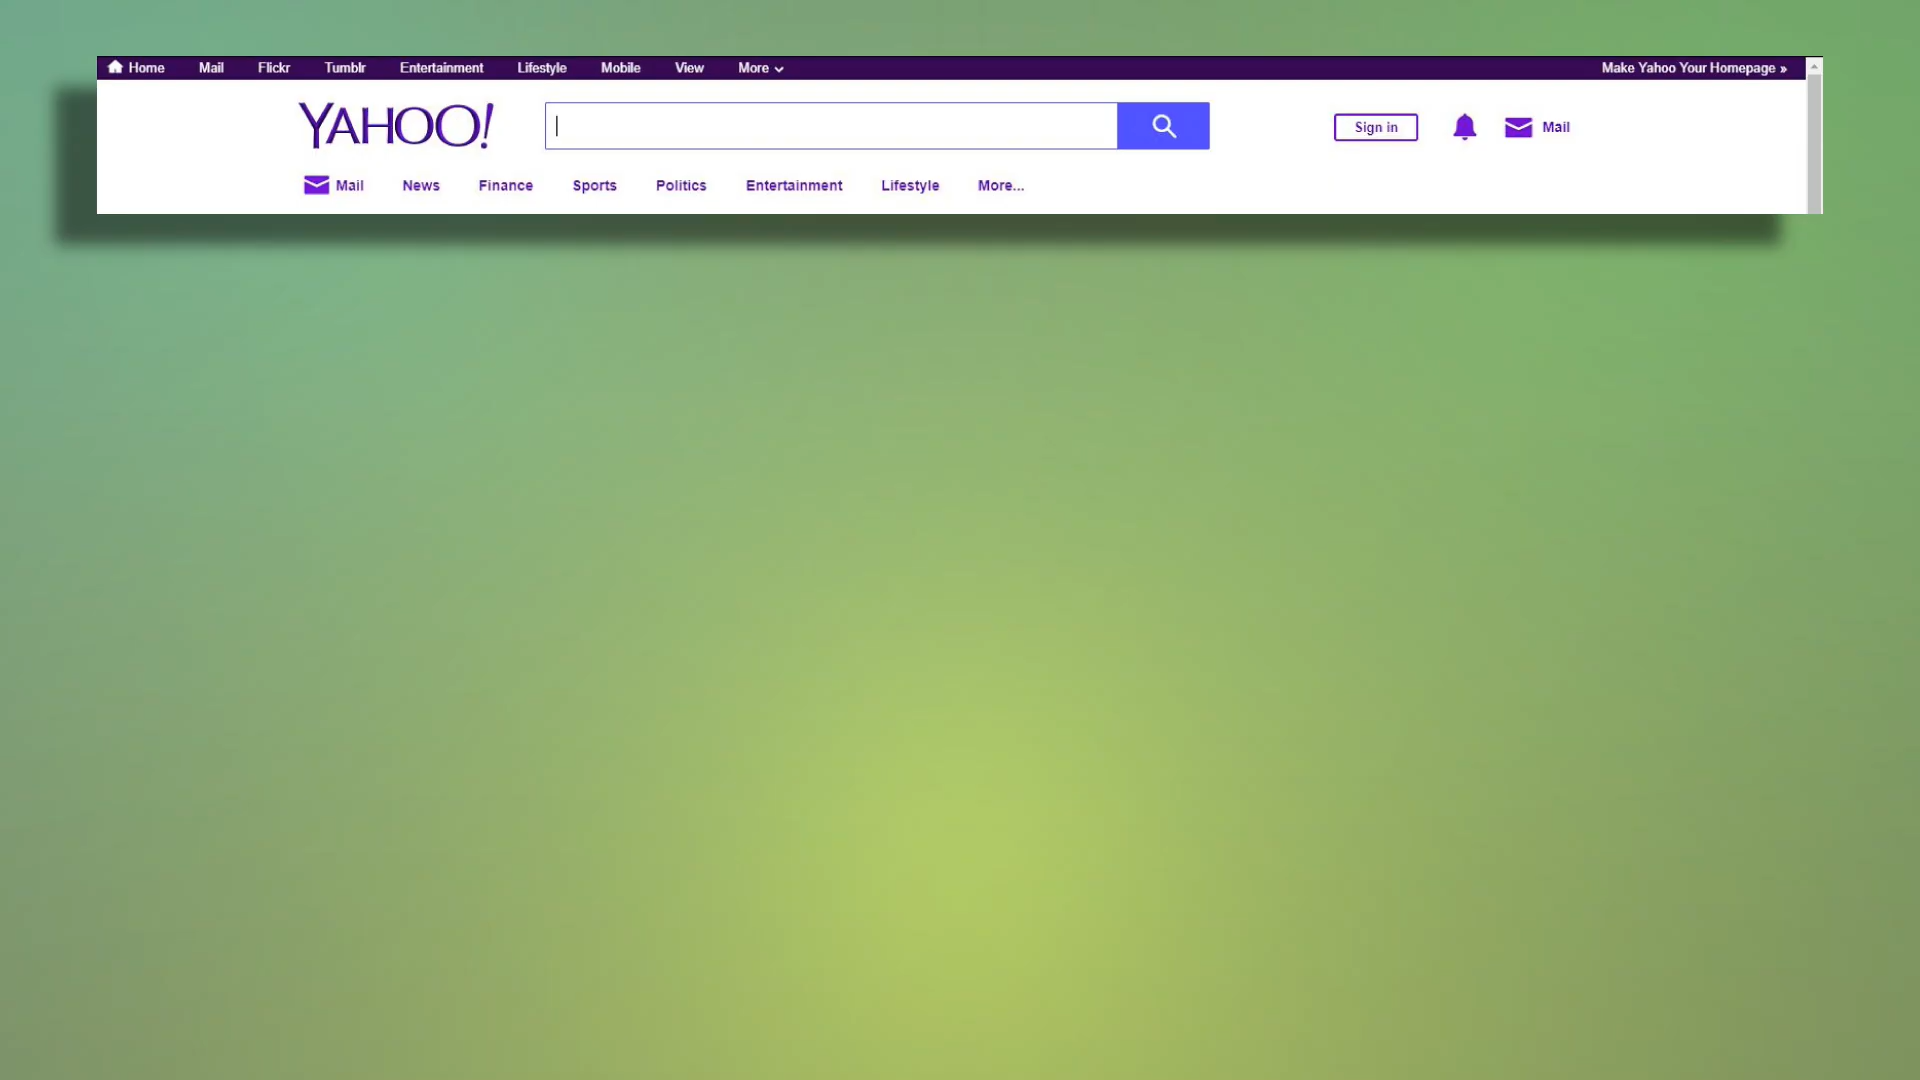 Home Mail Flickr Tumblr Entertainment Lifestyle Mobile View More Make Yahoo Your Homepage »
YAHOO! Sign in Mail
Mail News Finance Sports Politics Entertainment Lifestyle More...